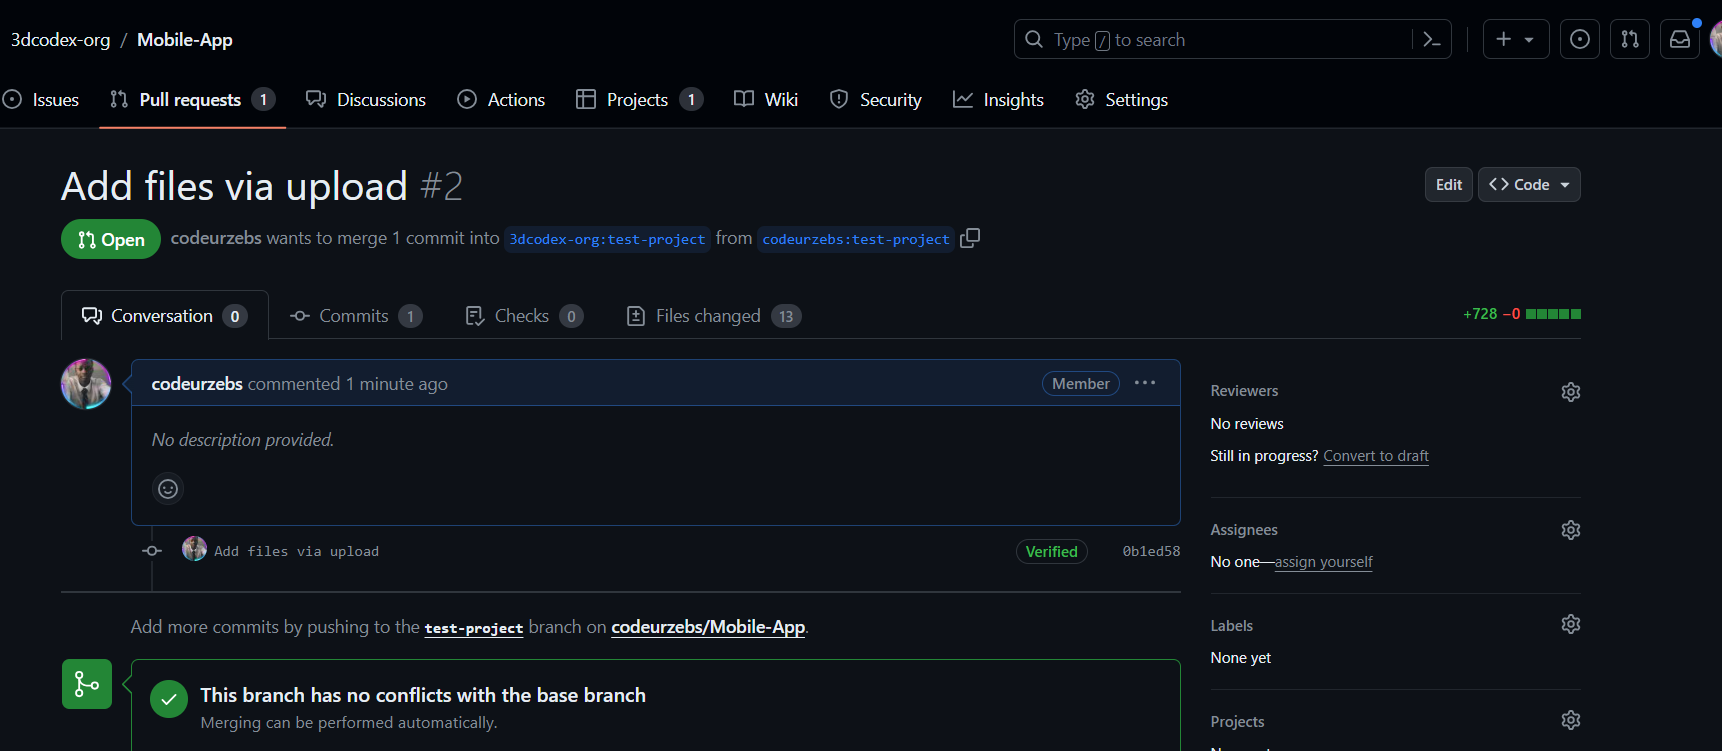 3dcodex-org / Mobile-App
Type / to search
Issues
Pull requests 1
Discussions
Actions
Projects 1
Wiki
Security
Insights
Settings
Add files via upload #2
Edit
Code
Open
codeurzebs wants to merge 1 commit into 3dcodex-org:test-project from codeurzebs:test-project
Conversation 0
Commits 1
Checks 0
Files changed 13
+728 −0
codeurzebs commented 1 minute ago
Member
No description provided.
Add files via upload
Verified
0b1ed58
Add more commits by pushing to the test-project branch on codeurzebs/Mobile-App.
This branch has no conflicts with the base branch
Merging can be performed automatically.
Reviewers
No reviews
Still in progress? Convert to draft
Assignees
No one—assign yourself
Labels
None yet
Projects